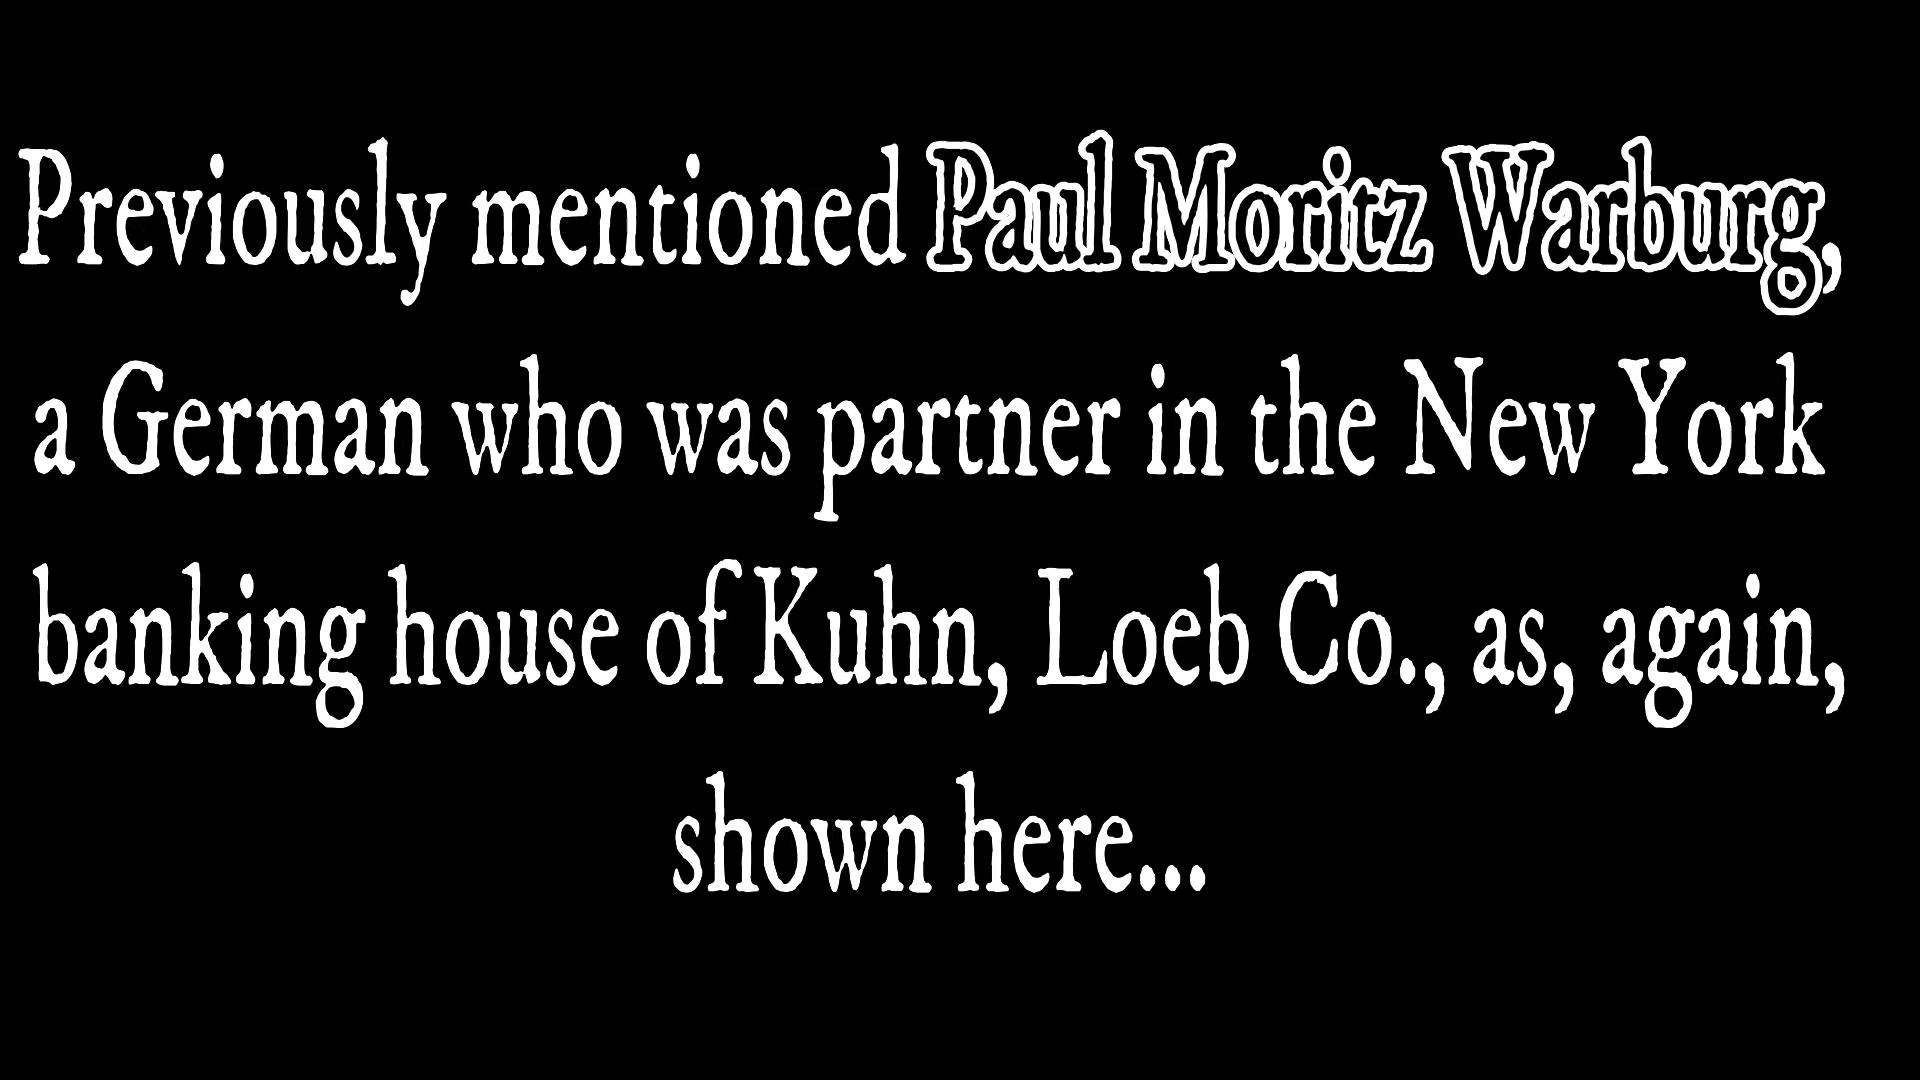 Previously mentioned Paul Moritz Warburg,
a German who was partner in the New York
banking house of Kuhn, Loeb Co., as, again,
shown here...